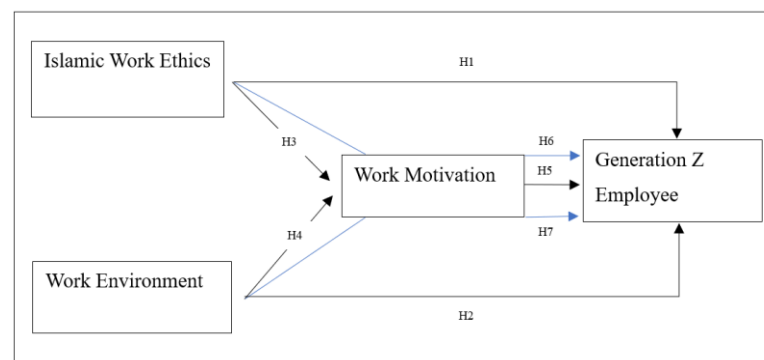 Islamic Work Ethics
H1
H3
H6
Work Motivation
H5
Generation Z
Employee
H4
H7
Work Environment
H2